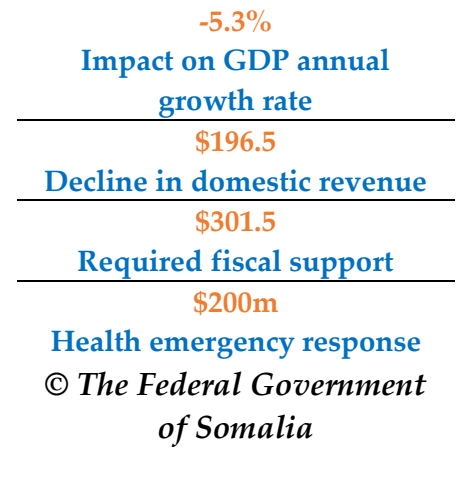 -5.3%
Impact on GDP annual
growth rate
$196.5
Decline in domestic revenue
$301.5
Required fiscal support
$200m
Health emergency response
© The Federal Government
of Somalia